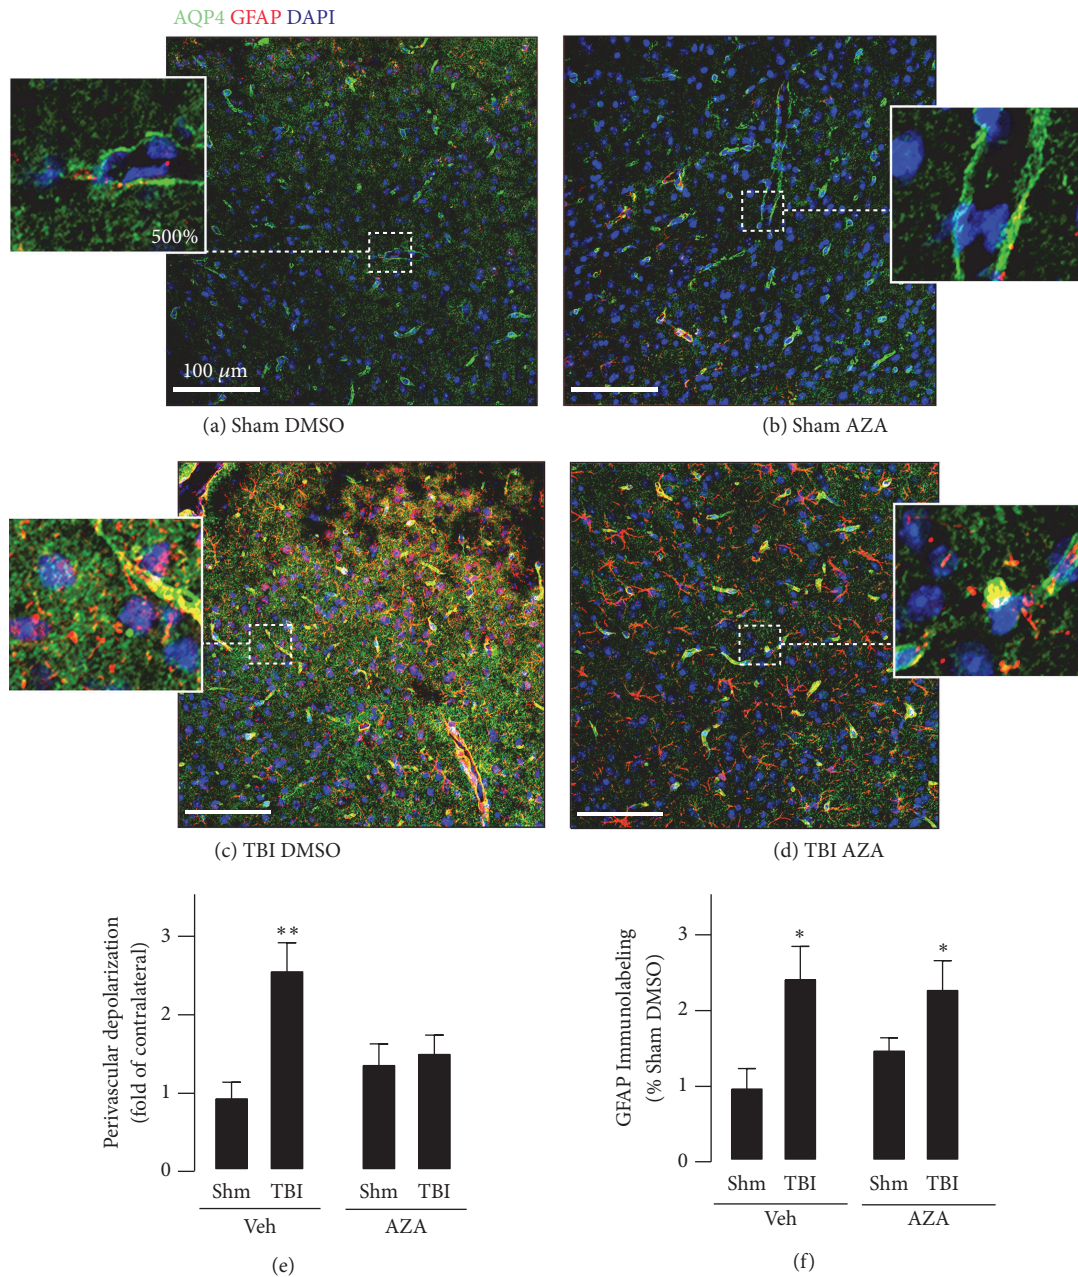 AQP4 GFAP DAPI
500%
100 μm
(a) Sham DMSO
(b) Sham AZA
(c) TBI DMSO
(d) TBI AZA
Perivascular depolarization
(fold of contralateral)
3
2
1
0
**
Shm TBI
Shm TBI
Veh
AZA
(e)
GFAP Immunolabeling
(% Sham DMSO)
3
2
1
0
*
*
Shm TBI
Shm TBI
Veh
AZA
(f)